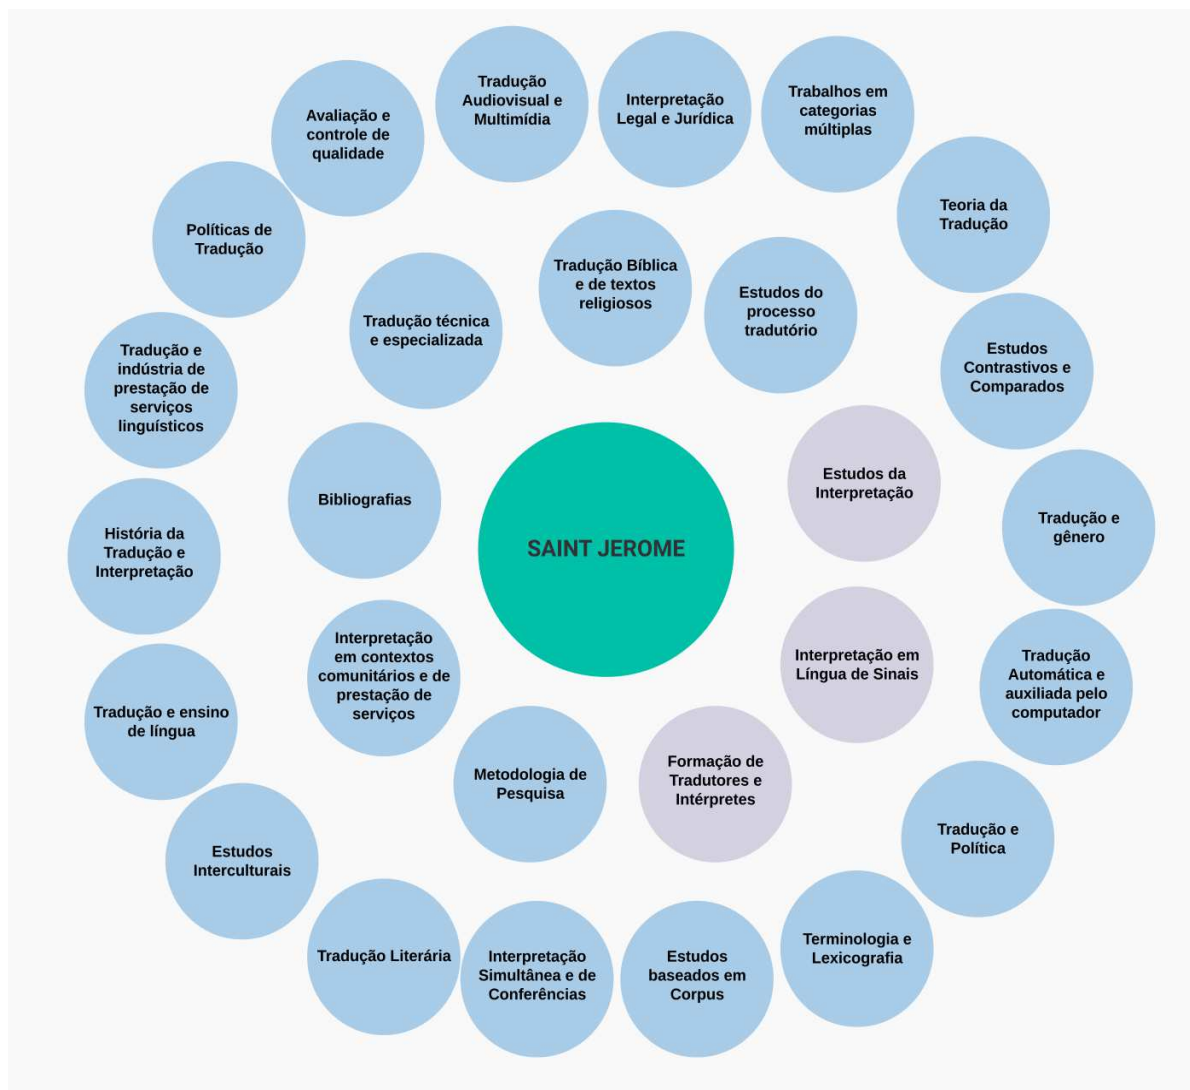 Tradução
Audiovisual e
Multimídia
Interpretação
Legal e Jurídica
Trabalhos em
categorias
múltiplas
Avaliação e
controle de
qualidade
Teoria da
Tradução
Políticas de
Tradução
Tradução Bíblica
e de textos
religiosos
Estudos do
processo
tradutório
Tradução técnica
e especializada
Estudos
Contrastivos e
Comparados
Tradução e
indústria de
prestação de
serviços
linguísticos
Estudos da
Interpretação
Bibliografias
Tradução e
gênero
SAINT JEROME
História da
Tradução e
Interpretação
Interpretação
em contextos
comunitários e de
prestação de
serviços
Interpretação em
Língua de Sinais
Tradução
Automática e
auxiliada pelo
computador
Tradução e ensino
de língua
Metodologia de
Pesquisa
Formação de
Tradutores e
Intérpretes
Tradução e
Política
Estudos
Interculturais
Terminologia e
Lexicografia
Tradução Literária
Interpretação
Simultânea e de
Conferências
Estudos
baseados em
Corpus